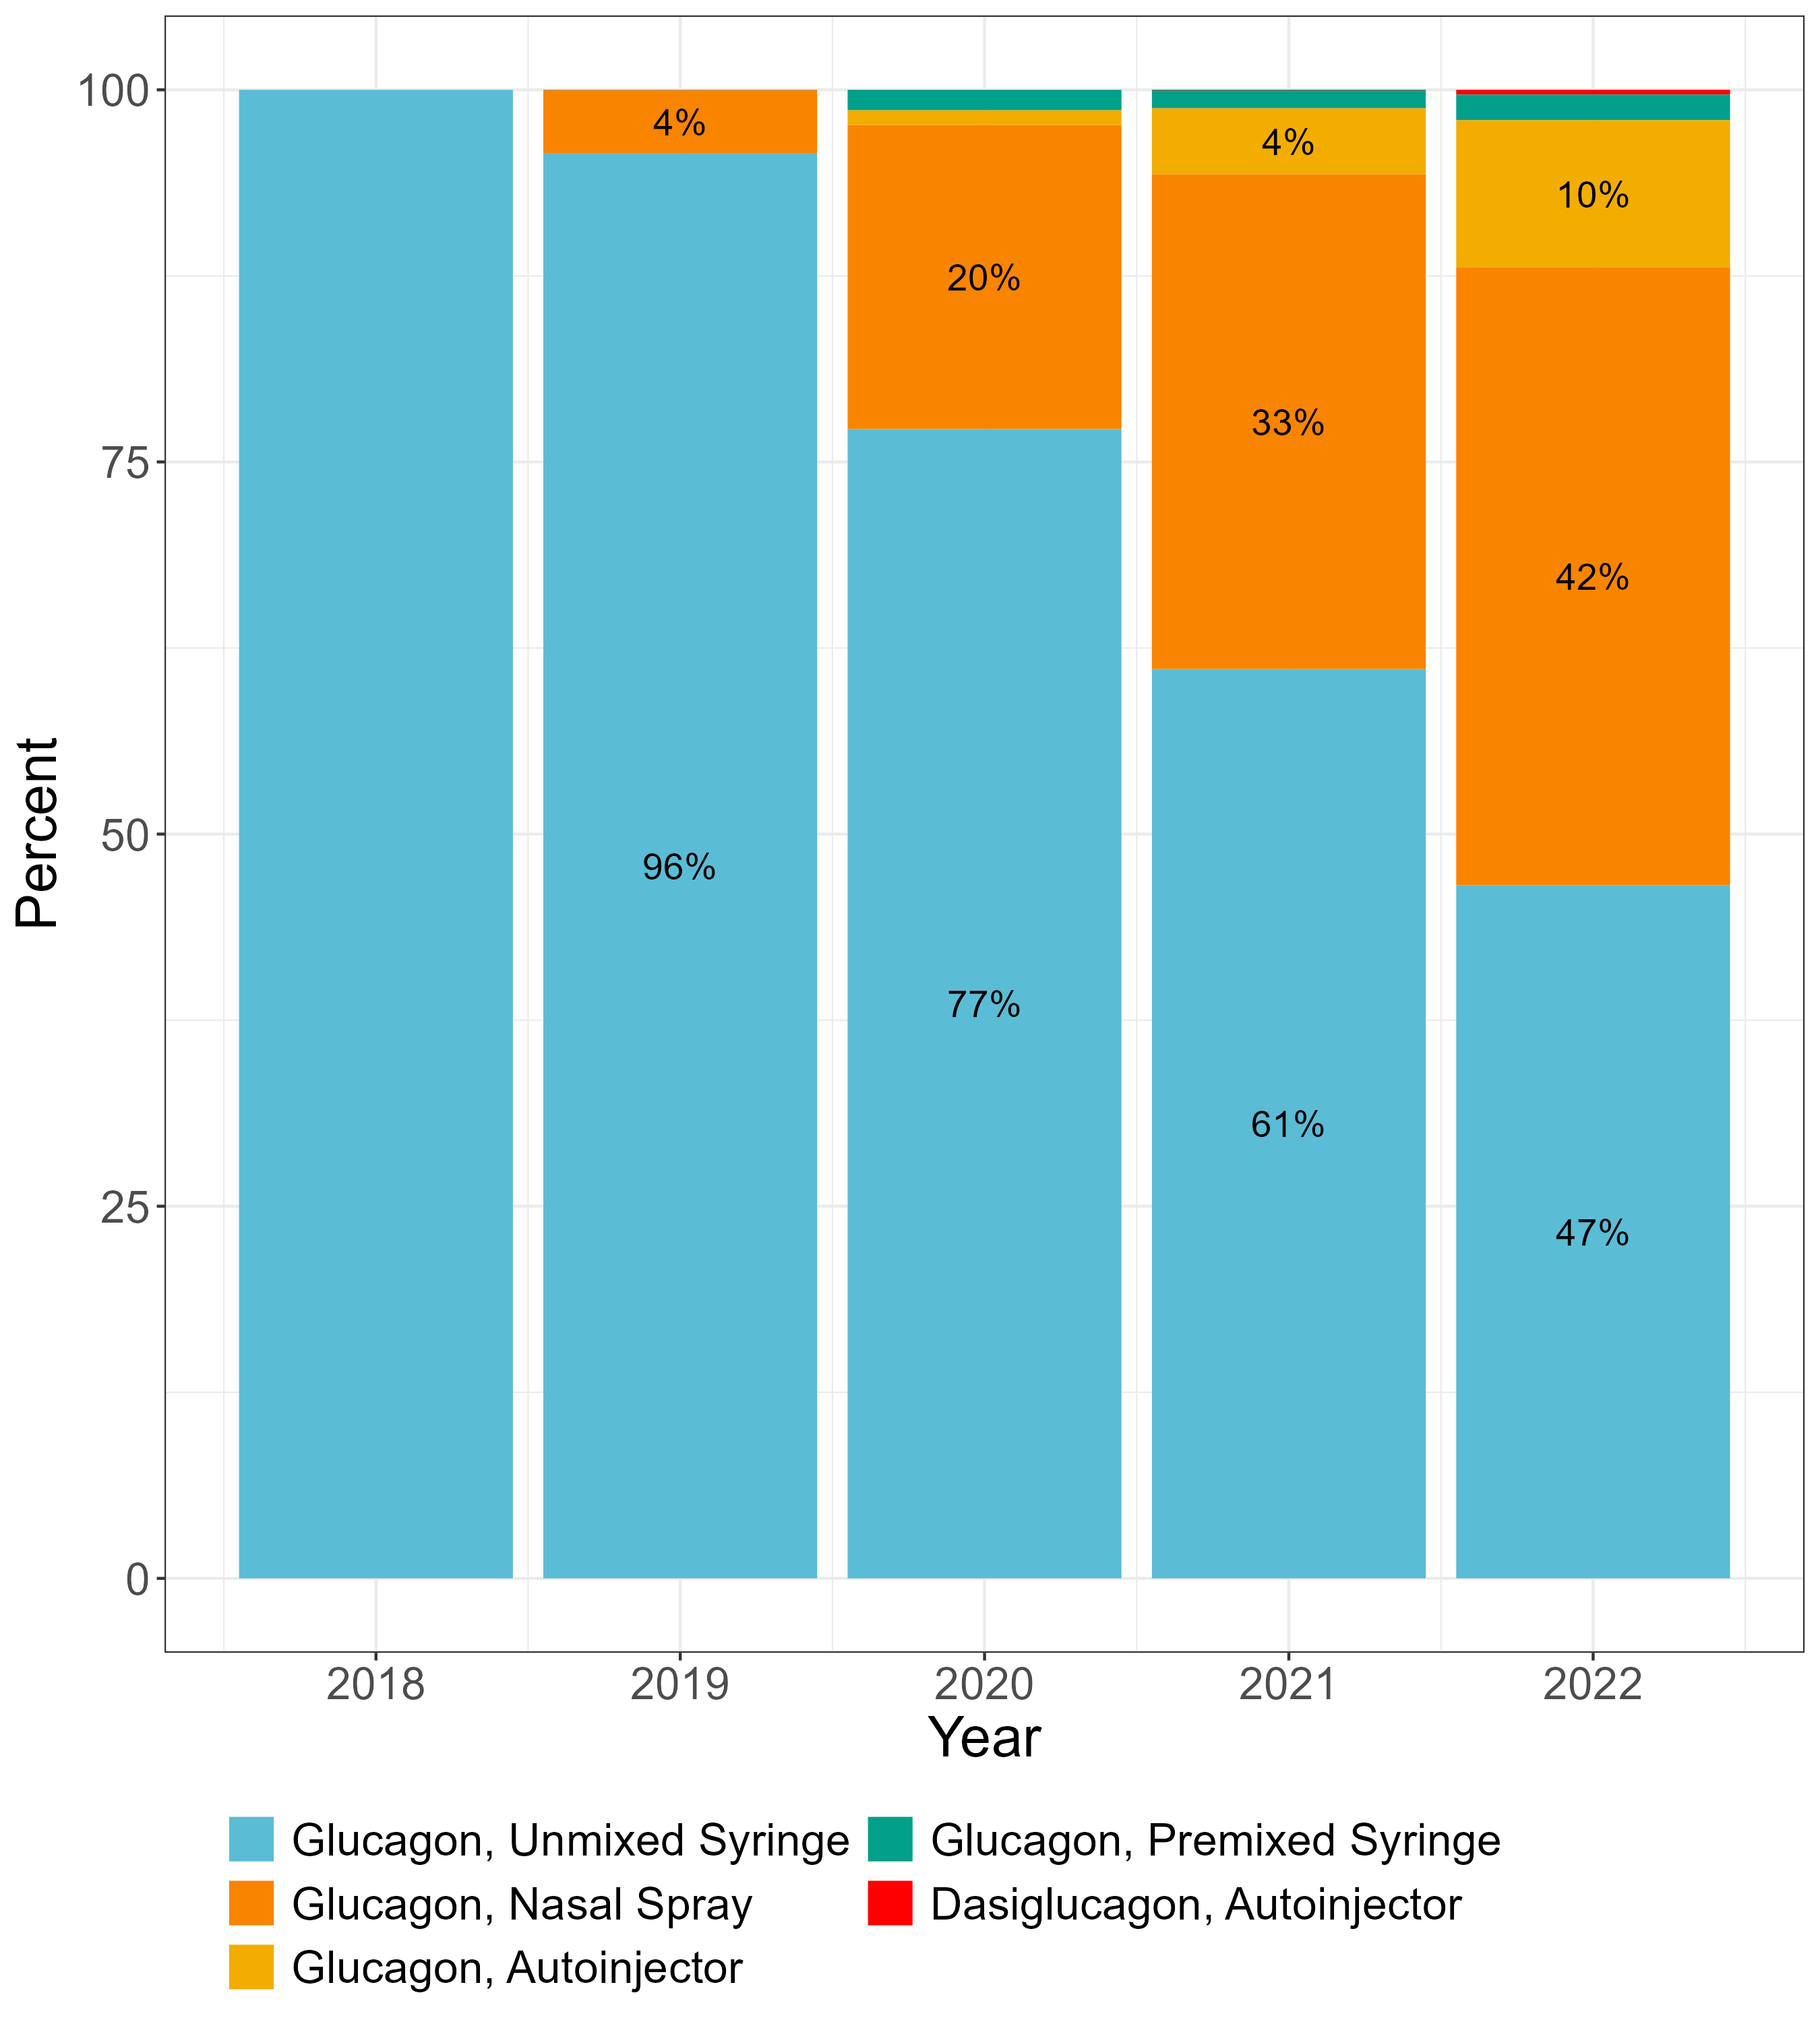 100
75
50
25
0
Percent
4%
96%
20%
77%
4%
33%
61%
10%
42%
47%
2018 2019 2020 2021 2022
Year
Glucagon, Unmixed Syringe
Glucagon, Nasal Spray
Glucagon, Autoinjector
Glucagon, Premixed Syringe
Dasiglucagon, Autoinjector